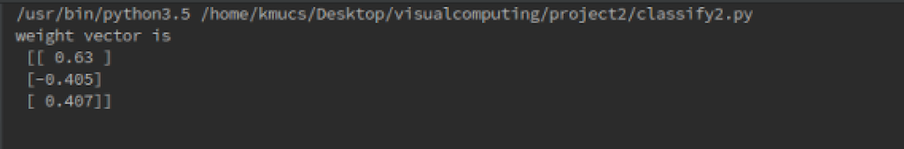 /usr/bin/python3.5 /home/kmucs/Desktop/visualcomputing/project2/classify2.py
weight vector is
[[ 0.63 ]
[-0.405]
[ 0.407]]